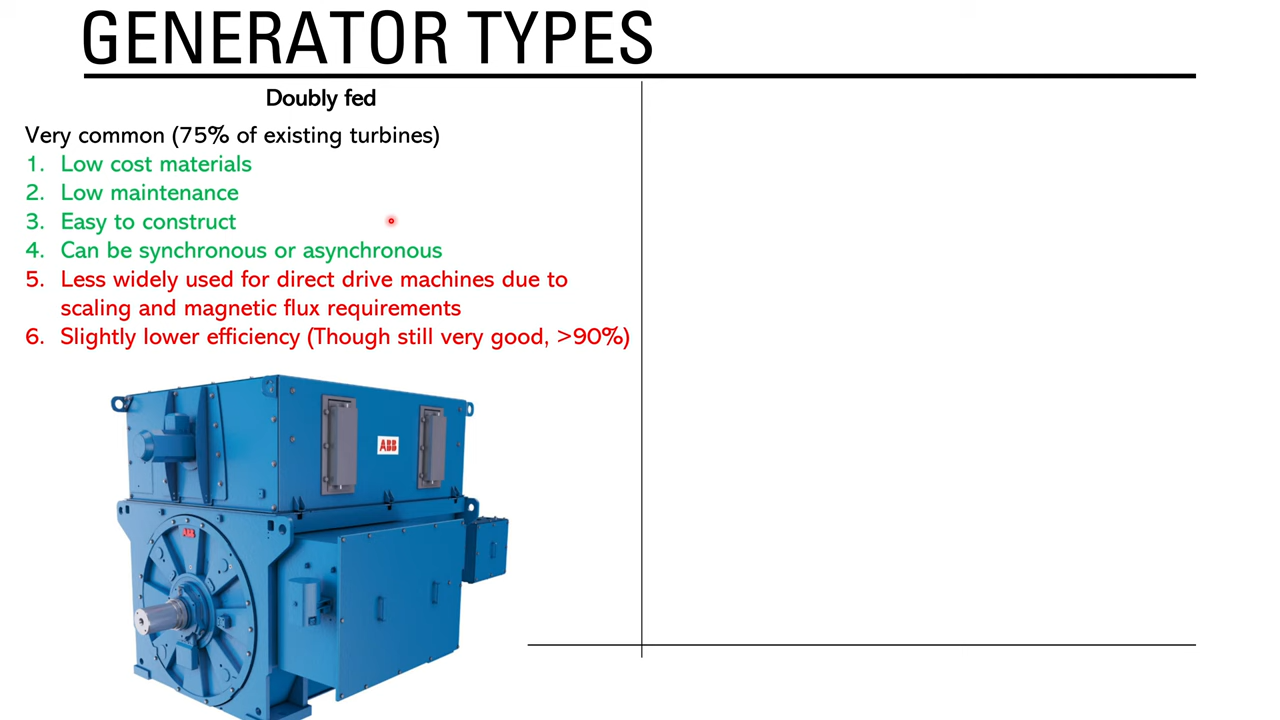 GENERATOR TYPES
Doubly fed
Very common (75% of existing turbines)
1. Low cost materials
2. Low maintenance
3. Easy to construct
4. Can be synchronous or asynchronous
5. Less widely used for direct drive machines due to
scaling and magnetic flux requirements
6. Slightly lower efficiency (Though still very good, >90%)
ABB
ABB